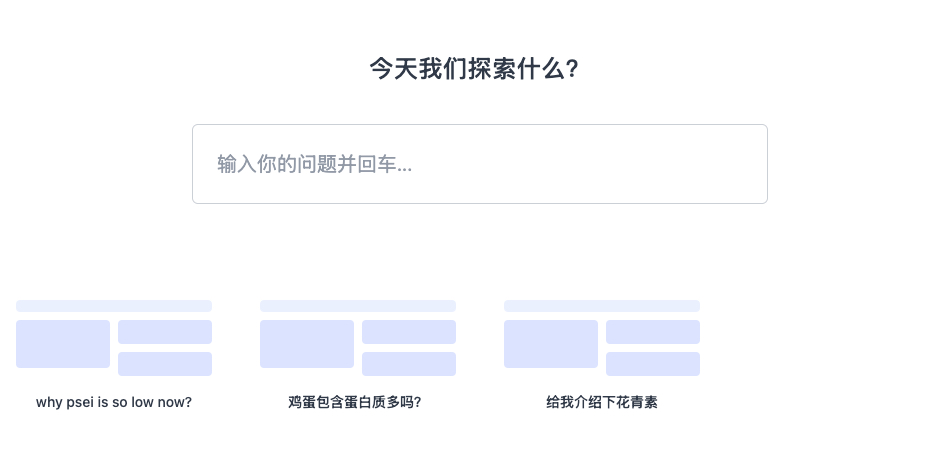 今天我们探索什么?
输入你的问题并回车...
why psei is so low now?
鸡蛋包含蛋白质多吗?
给我介绍下花青素